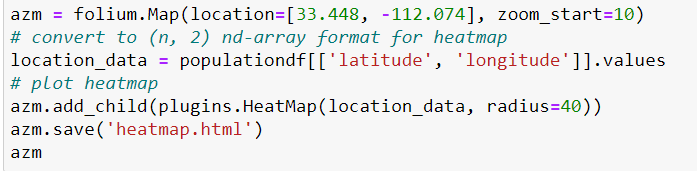 azm = folium.Map(location=[33.448, -112.074], zoom_start=10)
# convert to (n, 2) nd-array format for heatmap
location_data = populationdf[['latitude', 'longitude']].values
# plot heatmap
azm.add_child(plugins.HeatMap(location_data, radius=40))
azm.save('heatmap.html')
azm